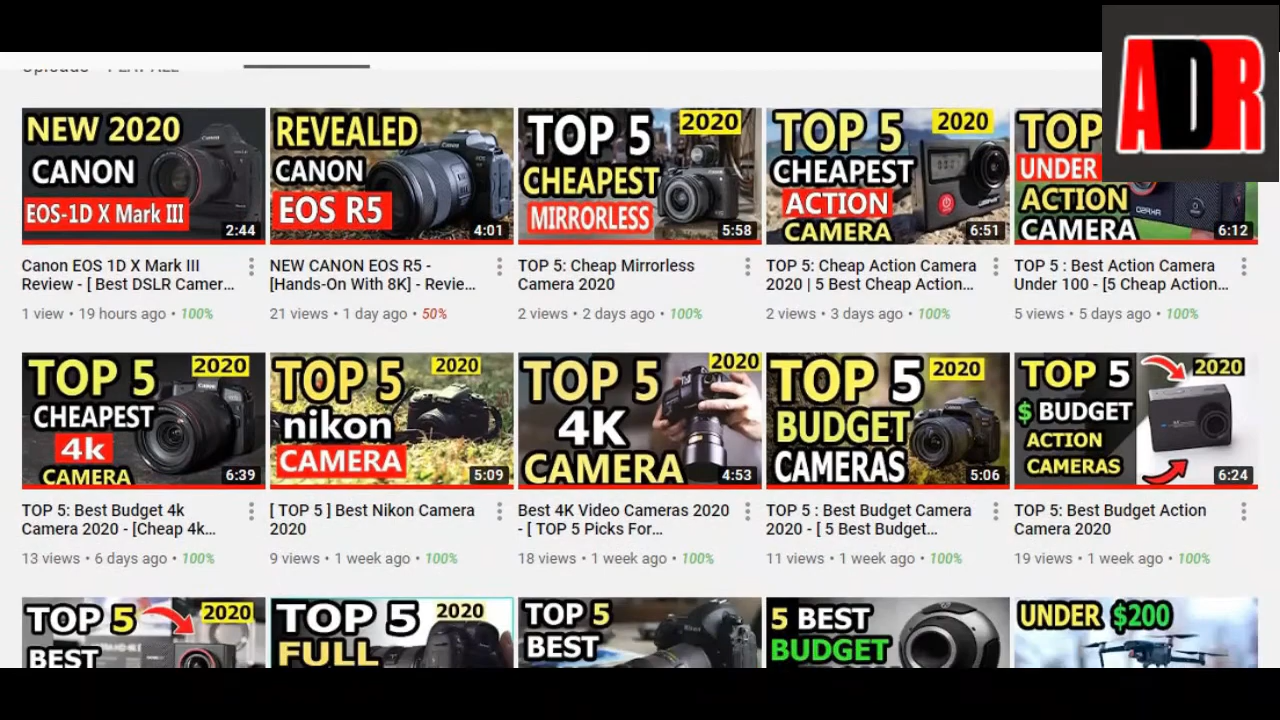 ADR
Uploads PLAY ALL
NEW 2020
CANON
EOS-1D X Mark III
2:44
REVEALED
CANON
EOS R5
4:01
TOP 5
2020
CHEAPEST
MIRRORLESS
5:58
TOP 5
2020
CHEAPEST
ACTION
CAMERA
6:51
TOP
UNDER
ACTION
CAMERA
6:12
Canon EOS 1D X Mark III
Review - [ Best DSLR Camer...
1 view • 19 hours ago • 100%
NEW CANON EOS R5 -
[Hands-On With 8K] - Revie...
21 views • 1 day ago • 50%
TOP 5: Cheap Mirrorless
Camera 2020
2 views • 2 days ago • 100%
TOP 5: Cheap Action Camera
2020 | 5 Best Cheap Action...
2 views • 3 days ago • 100%
TOP 5 : Best Action Camera
Under 100 - [5 Cheap Action...
5 views • 5 days ago • 100%
TOP 5
2020
CHEAPEST
4k
CAMERA
Canon
6:39
TOP 5
2020
nikon
CAMERA
5:09
TOP 5
2020
4K
CAMERA
4:53
TOP 5
2020
BUDGET
CAMERAS
5:06
TOP 5
2020
$ BUDGET
ACTION
CAMERAS
6:24
TOP 5: Best Budget 4k
Camera 2020 - [Cheap 4k...
13 views • 6 days ago • 100%
[ TOP 5 ] Best Nikon Camera
2020
9 views • 1 week ago • 100%
Best 4K Video Cameras 2020
- [ TOP 5 Picks For...
18 views • 1 week ago • 100%
TOP 5 : Best Budget Camera
2020 - [ 5 Best Budget...
11 views • 1 week ago • 100%
TOP 5: Best Budget Action
Camera 2020
19 views • 1 week ago • 100%
TOP 5
2020
BEST
TOP 5
2020
FULL
TOP 5
BEST
5 BEST
BUDGET
UNDER $200